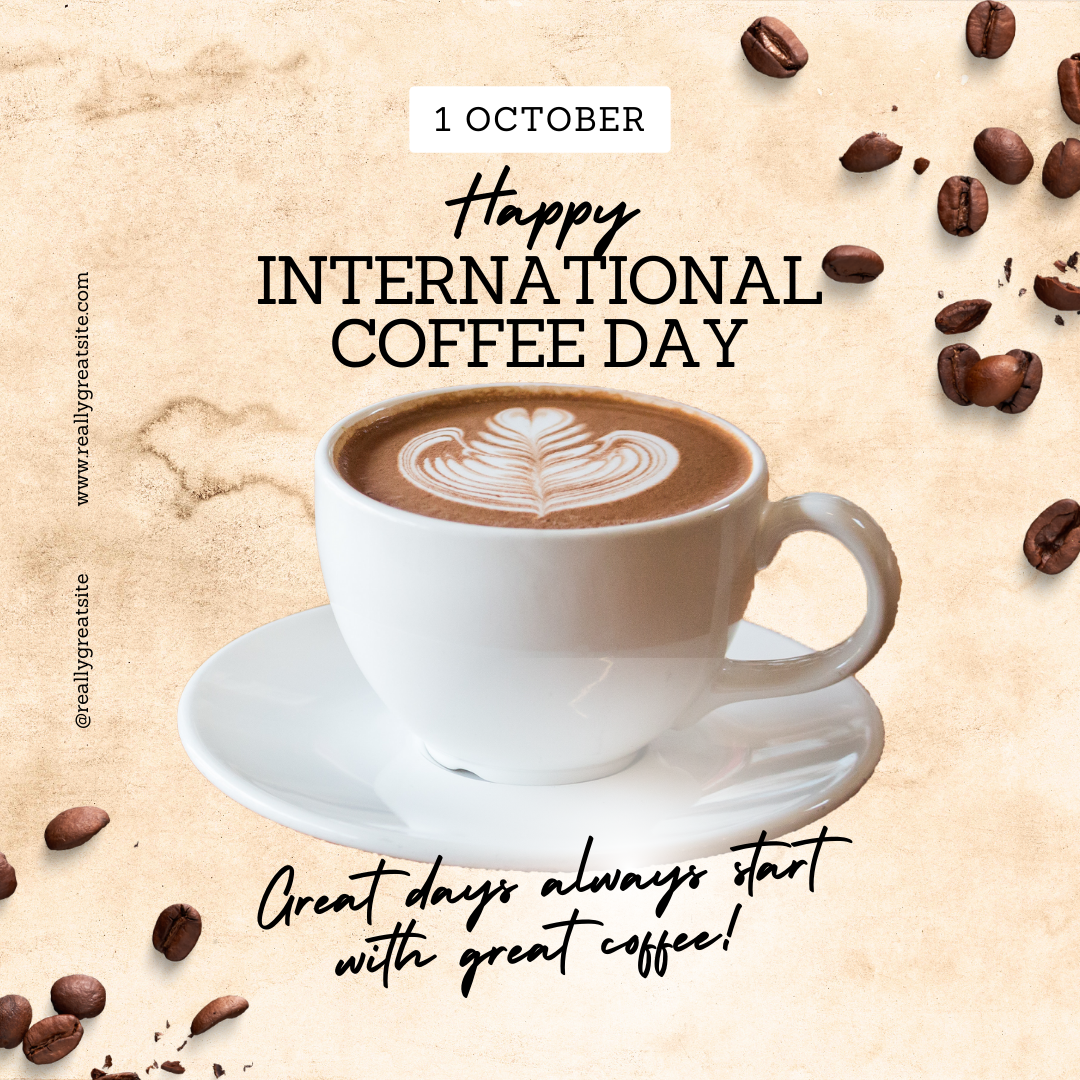 1 OCTOBER
Happy
INTERNATIONAL
COFFEE DAY
www.reallygreatsite.com
@reallygreatsite
Great days always start
with great coffee!